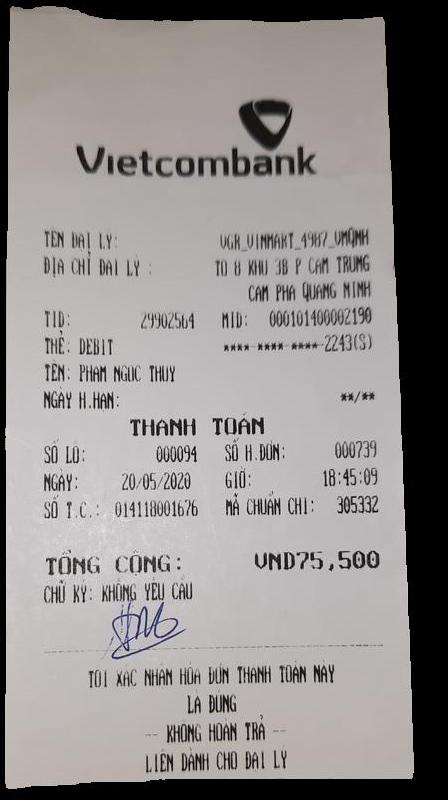 Vietcombank
TÊN ĐẠI LÝ: VGR_VINMART_4987_VMQNH
ĐỊA CHỈ ĐẠI LÝ : TO 8 KHU 3B P CAM TRUNG
CAM PHA QUANG NINH
TID: 29902564 MID: 000101400002190
THẺ: DEBIT **** **** **** 2243(S)
TÊN: PHAM NGUC THUY
NGÀY H.HẠN: **/**
THANH TOÁN
SỐ LÔ: 000094 SỐ H.ĐƠN: 000739
NGÀY: 20/05/2020 GIỜ: 18:45:09
SỐ T.C.: 014118001676 MÃ CHUẨN CHI: 305332
TỔNG CỘNG: VND75,500
CHỮ KÝ: KHÔNG YÊU CẦU
TÔI XÁC NHẬN HÓA ĐƠN THANH TOÁN NÀY
LÀ ĐÚNG
-- KHÔNG HOÀN TRẢ --
LIÊN DÀNH CHO ĐẠI LÝ